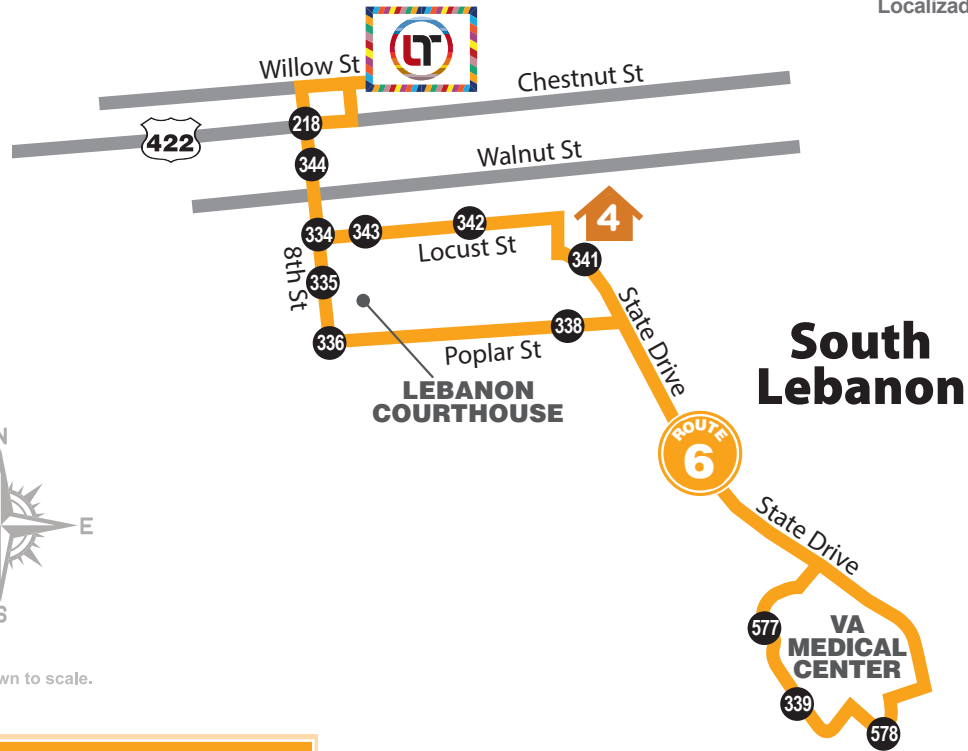 Localizad
Willow St
LT
Chestnut St
218
422
344
Walnut St
4
334
343
342
Locust St
341
8th St
335
338
State Drive
336
Poplar St
South
Lebanon
LEBANON
COURTHOUSE
ROUTE
6
N
E
S
State Drive
577
VA
MEDICAL
CENTER
wn to scale.
339
578